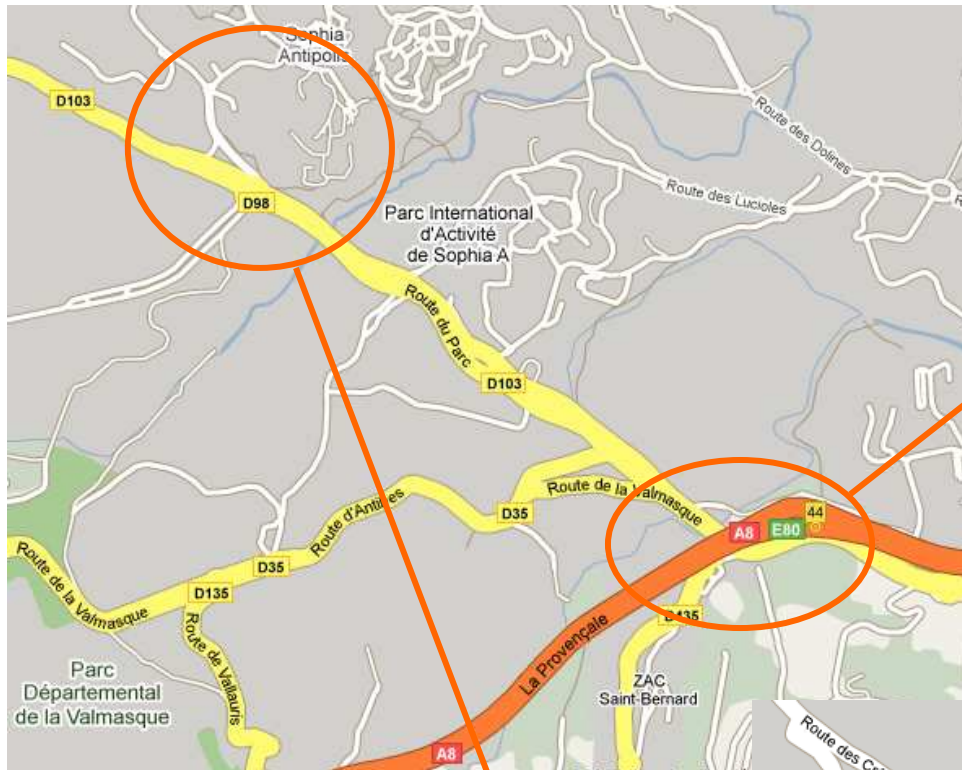 Sophia
Antipolis
D103
Route des Dolines
D98
Route des Lucioles
R
Parc International
d'Activité
de Sophia A
Route du Parc
D103
Route de la Valmasque
Route d'Antibes
D35
44
A8
E80
Route de la Valmasque
D35
D135
D135
Route de Vallauris
La Provençale
Parc
Départemental
de la Valmasque
ZAC
Saint-Bernard
Route des
A8